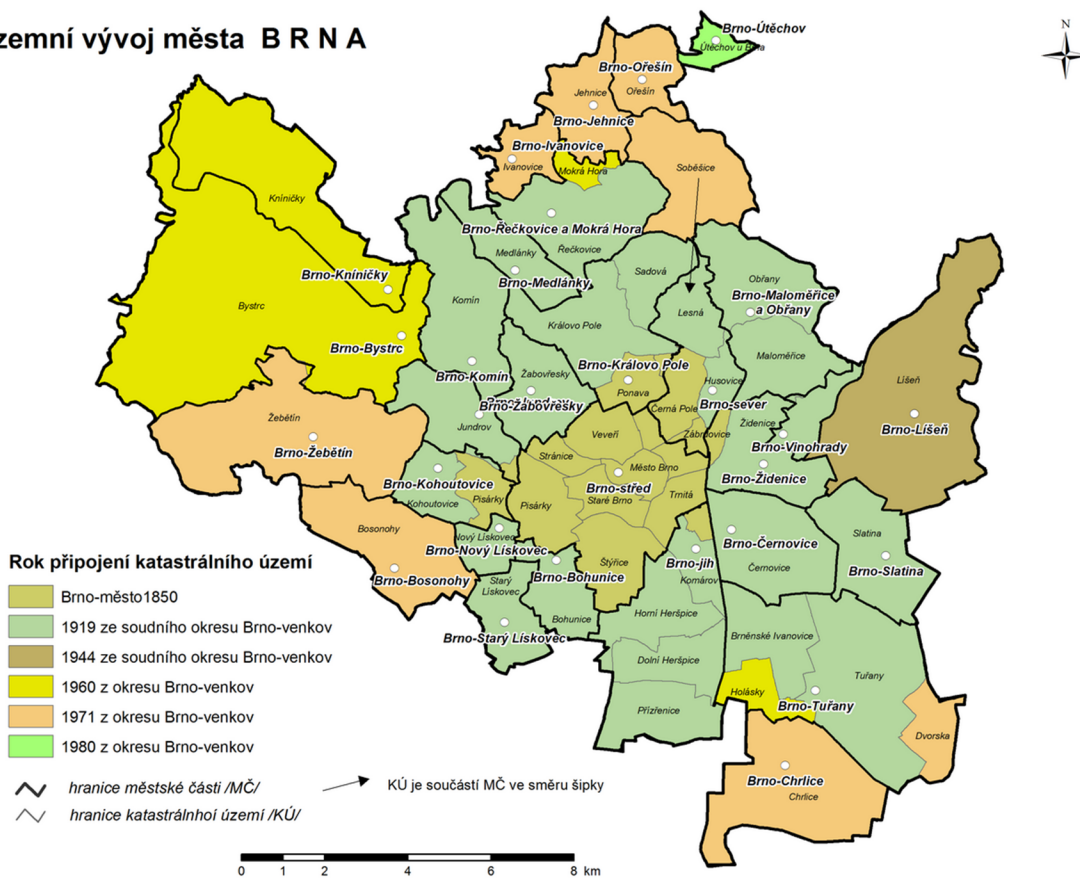 zemní vývoj města B R N A
N
Brno-Útěchov
Útěchov u Brna
Brno-Ořešín
Ořešín
Jehnice
Brno-Jehnice
Brno-Ivanovice
Ivanovice
Mokrá Hora
Soběšice
Kníničky
Brno-Řečkovice a Mokrá Hora
Medlánky
Řečkovice
Brno-Medlánky
Sadová
Obřany
Brno-Kníničky
Brno-Maloměřice
a Obřany
Bystrc
Komín
Lesná
Královo Pole
Brno-Bystrc
Maloměřice
Brno-Královo Pole
Brno-Komín
Žabovřesky
Ponava
Husovice
Líšeň
Brno-Žabovřesky
Černá Pole
Brno-sever
Žebětín
Jundrov
Veveří
Zábrdovice
Židenice
Brno-Líšeň
Brno-Žebětín
Brno-Vinohrady
Stránice
Město Brno
Brno-Židenice
Brno-Kohoutovice
Brno-střed
Kohoutovice
Pisárky
Pisárky
Staré Brno
Trnitá
Bosonohy
Nový Lískovec
Brno-Nový Lískovec
Brno-Černovice
Slatina
Brno-jih
Štýřice
Brno-Bohunice
Brno-Bosonohy
Komárov
Černovice
Brno-Slatina
Starý
Lískovec
Bohunice
Horní Heršpice
Brno-Starý Lískovec
Brněnské Ivanovice
Dolní Heršpice
Tuřany
Holásky
Brno-Tuřany
Přízřenice
Dvorska
Brno-Chrlice
Chrlice
Rok připojení katastrálního území
Brno-město1850
1919 ze soudního okresu Brno-venkov
1944 ze soudního okresu Brno-venkov
1960 z okresu Brno-venkov
1971 z okresu Brno-venkov
1980 z okresu Brno-venkov
hranice městské části /MČ/
KÚ je součástí MČ ve směru šipky
hranice katastrálnhoí území /KÚ/
0 1 2 4 6 8 km